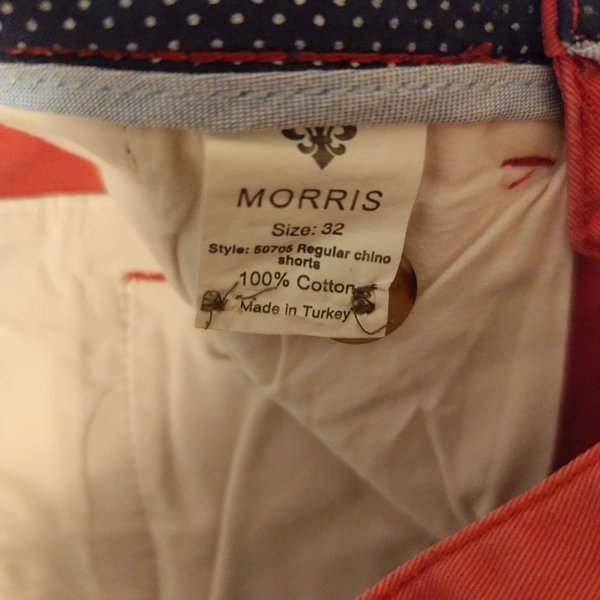 MORRIS
Size: 32
Style: 50705 Regular chino
shorts
100% Cotton
Made in Turkey